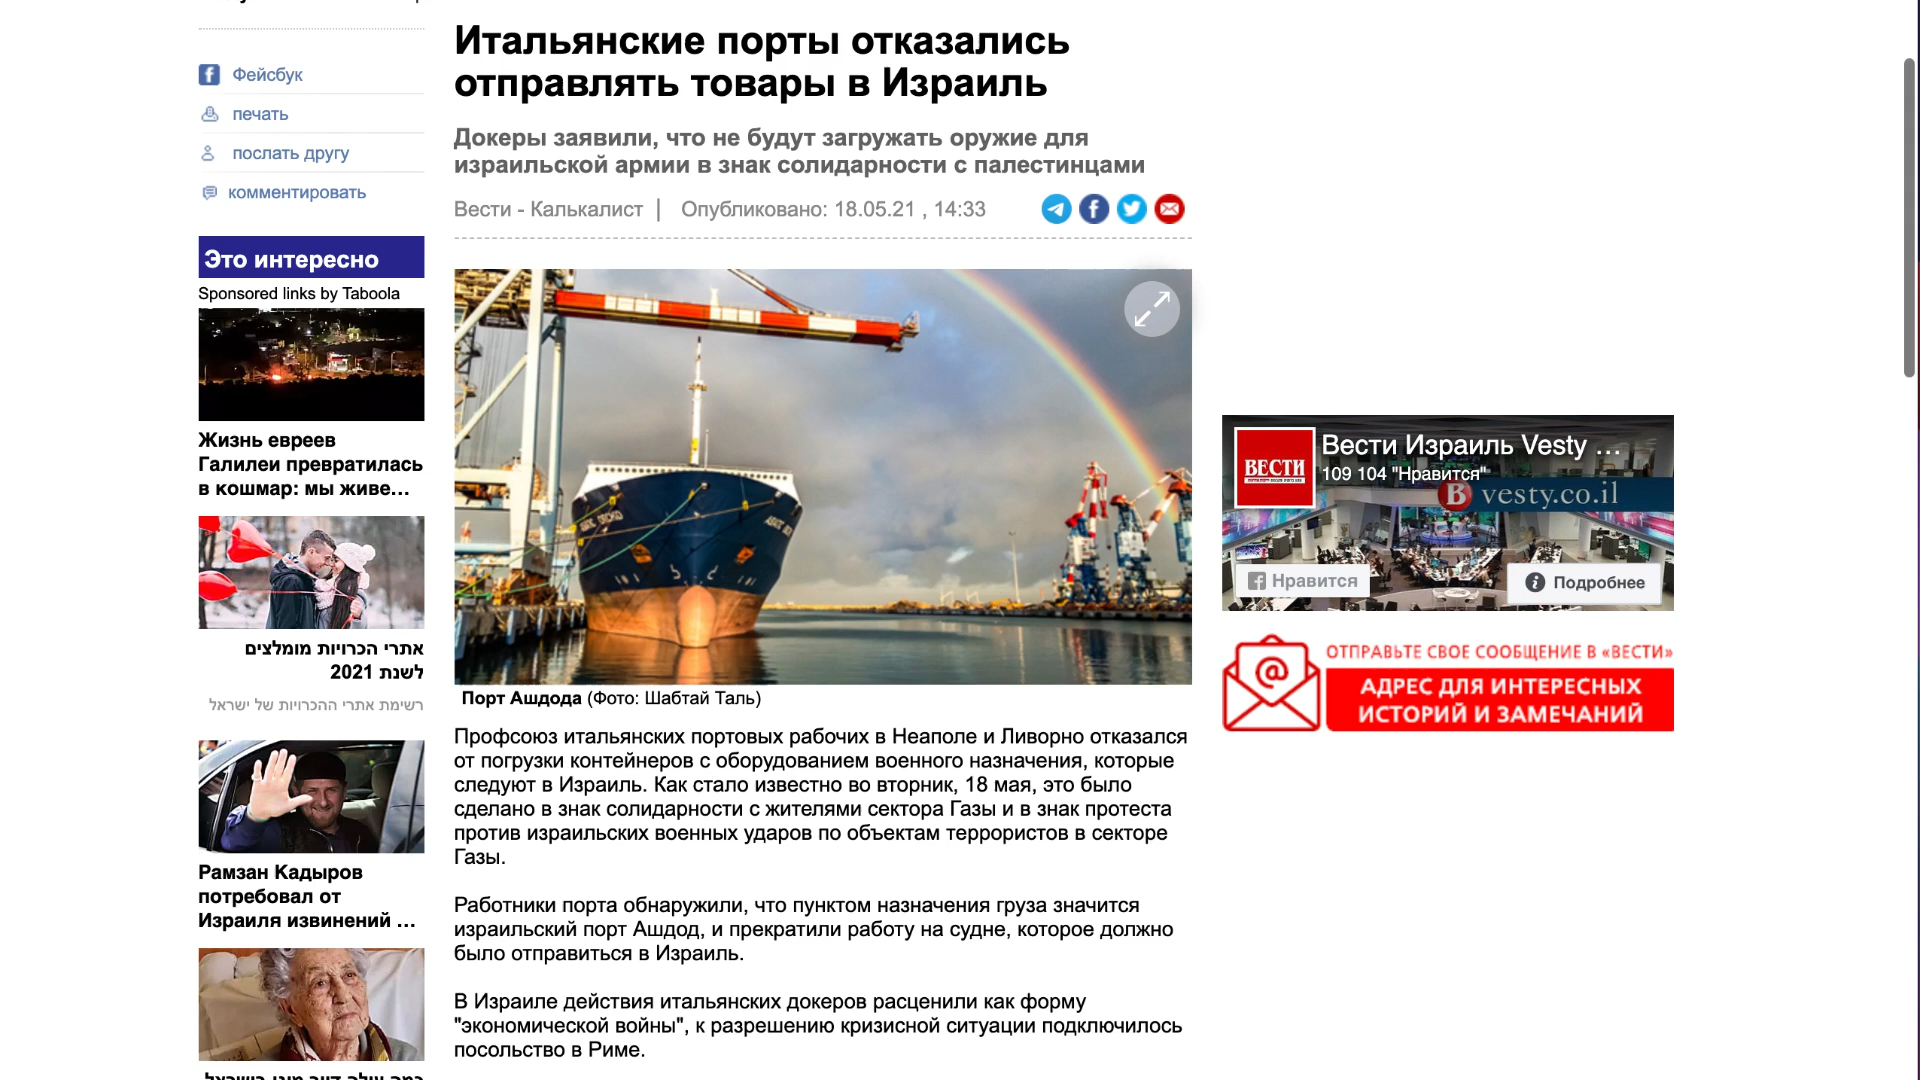 Фейсбук
печать
послать другу
комментировать
Это интересно
Sponsored links by Taboola
Жизнь евреев
Галилеи превратилась
в кошмар: мы живе...
אתרי הכרויות מומלצים
לשנת 2021
רשימת אתרי ההכרויות של ישראל
Рамзан Кадыров
потребовал от
Израиля извинений ...
Итальянские порты отказались
отправлять товары в Израиль
Докеры заявили, что не будут загружать оружие для
израильской армии в знак солидарности с палестинцами
Вести - Калькалист | Опубликовано: 18.05.21 , 14:33
Порт Ашдода (Фото: Шабтай Таль)
Профсоюз итальянских портовых рабочих в Неаполе и Ливорно отказался
от погрузки контейнеров с оборудованием военного назначения, которые
следуют в Израиль. Как стало известно во вторник, 18 мая, это было
сделано в знак солидарности с жителями сектора Газы и в знак протеста
против израильских военных ударов по объектам террористов в секторе
Газы.
Работники порта обнаружили, что пунктом назначения груза значится
израильский порт Ашдод, и прекратили работу на судне, которое должно
было отправиться в Израиль.
В Израиле действия итальянских докеров расценили как форму
"экономической войны", к разрешению кризисной ситуации подключилось
посольство в Риме.
ВЕСТИ
Вести Израиль Vesty ...
109 104 "Нравится"
B vesty.co.il
Нравится
Подробнее
ОТПРАВЬТЕ СВОЕ СООБЩЕНИЕ В «ВЕСТИ»
АДРЕС ДЛЯ ИНТЕРЕСНЫХ
ИСТОРИЙ И ЗАМЕЧАНИЙ